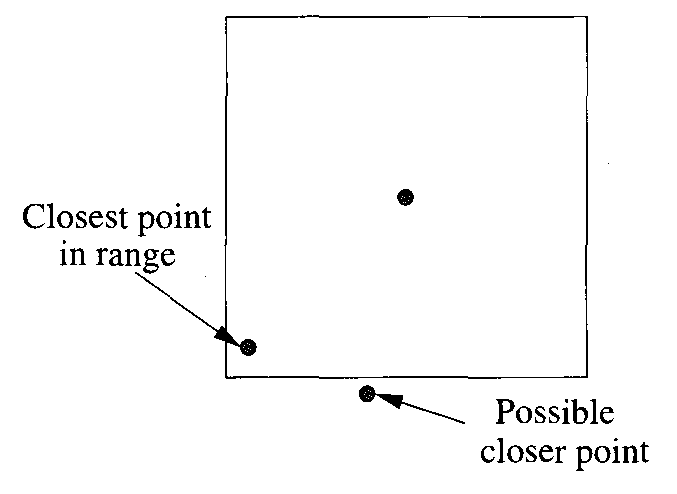 Closest point
in range
Possible
closer point